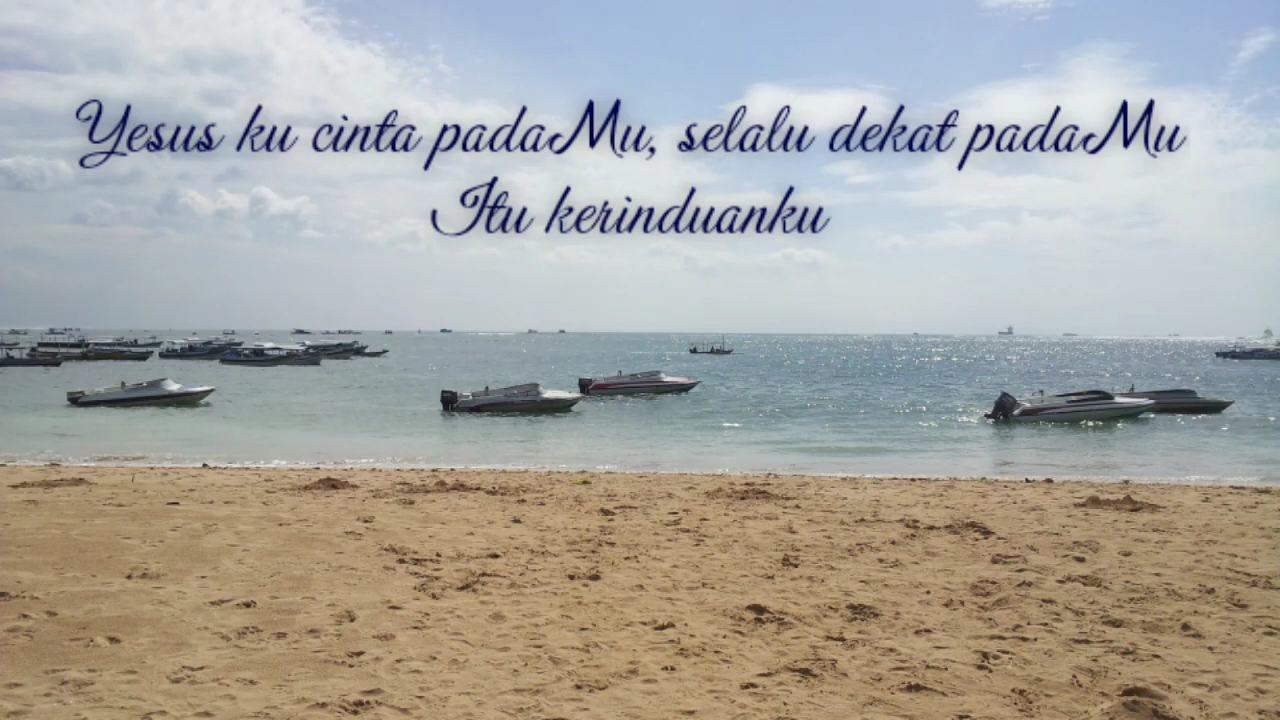 Yesus ku cinta padaMu, selalu dekat padaMu
Itu kerinduanku